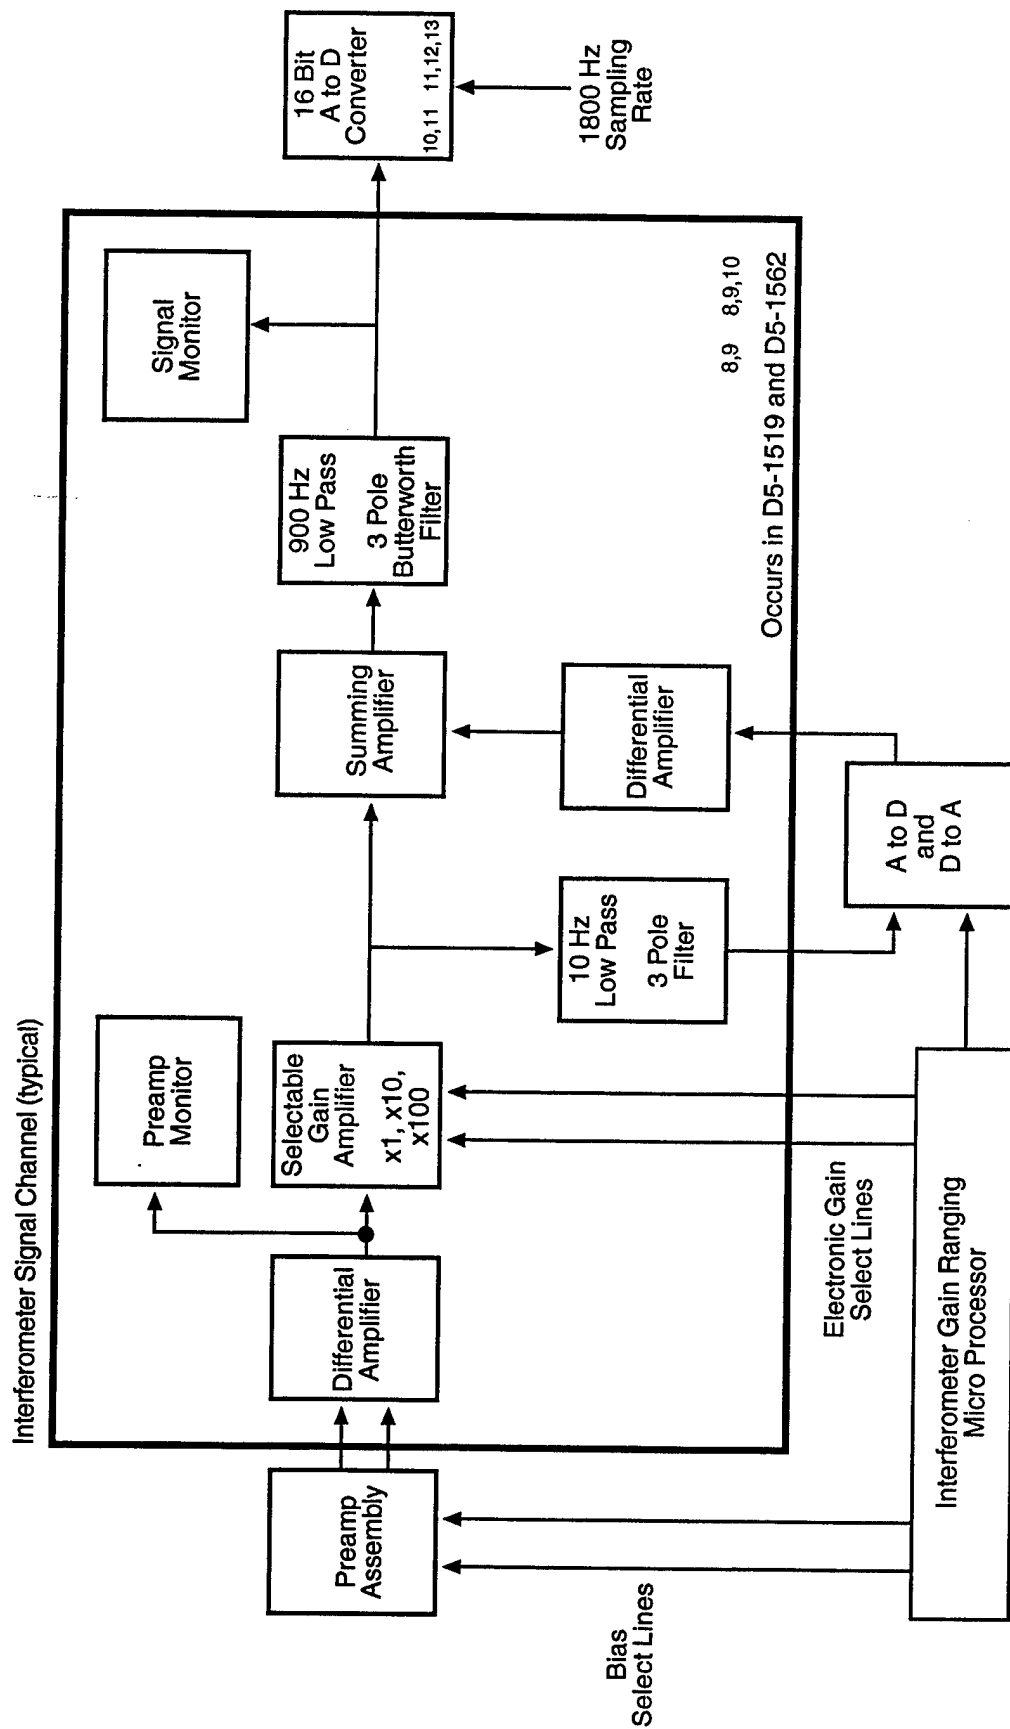 Interferometer Signal Channel (typical)
Preamp
Monitor
Signal
Monitor
Preamp
Assembly
Differential
Amplifier
Selectable
Gain
Amplifier
x1, x10,
x100
Summing
Amplifier
900 Hz
Low Pass
3 Pole
Butterworth
Filter
16 Bit
A to D
Converter
10,11 11,12,13
1800 Hz
Sampling
Rate
10 Hz
Low Pass
3 Pole
Filter
Differential
Amplifier
8,9 8,9,10
Occurs in D5-1519 and D5-1562
Bias
Select Lines
Electronic Gain
Select Lines
A to D
and
D to A
Interferometer Gain Ranging
Micro Processor